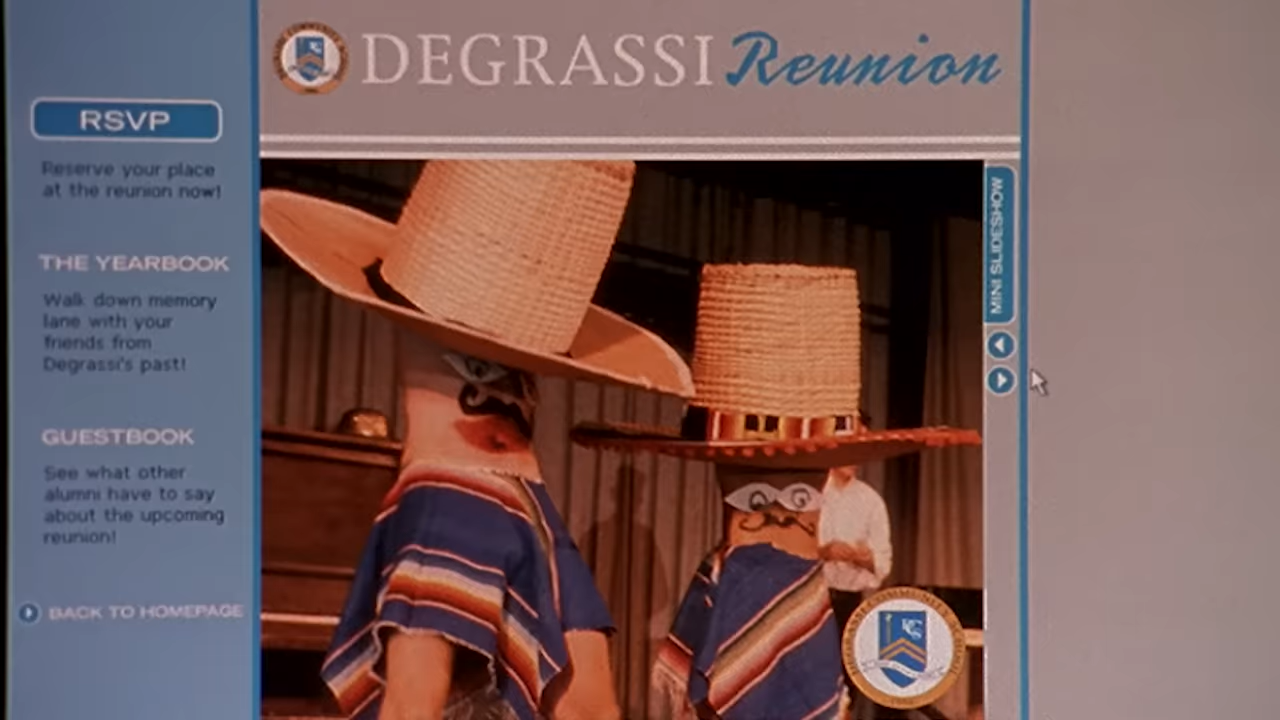 DEGRASSI Reunion
RSVP
Reserve your place
at the reunion now!
THE YEARBOOK
Walk down memory
lane with your
friends from
Degrassi's past!
GUESTBOOK
See what other
alumni have to say
about the upcoming
reunion!
BACK TO HOMEPAGE
MINI SLIDESHOW